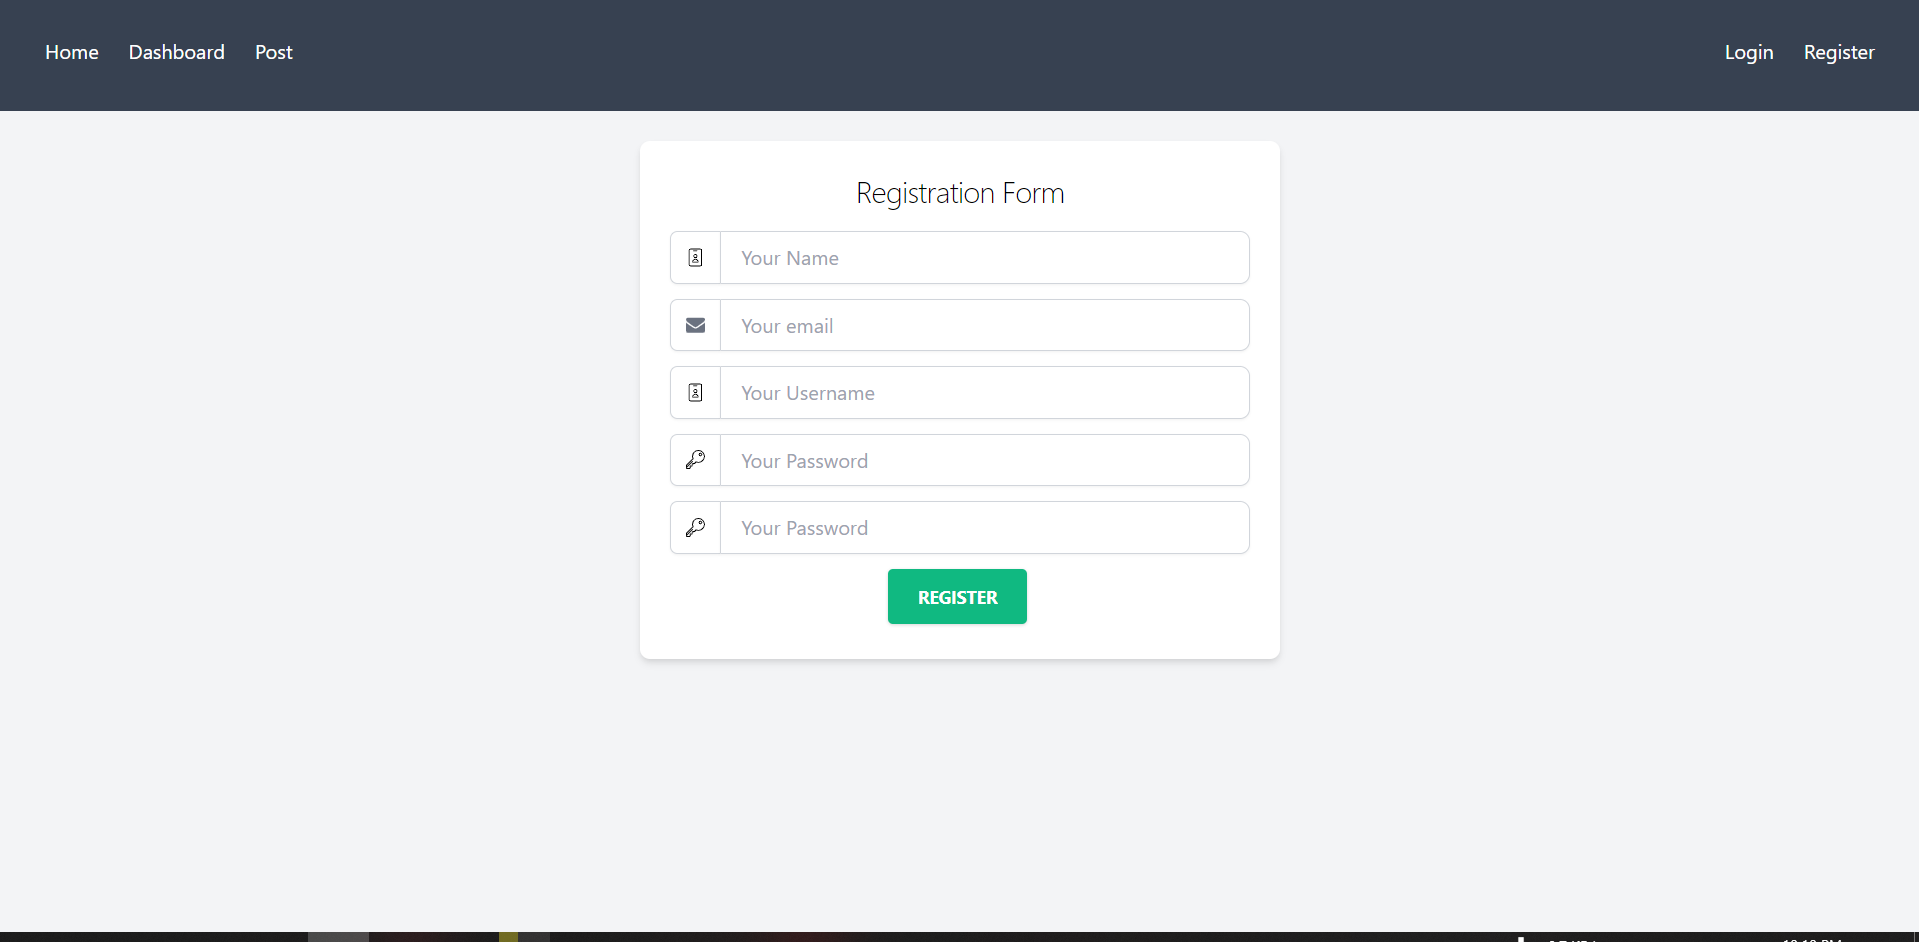 Home Dashboard Post Login Register
Registration Form
Your Name
Your email
Your Username
Your Password
Your Password
REGISTER